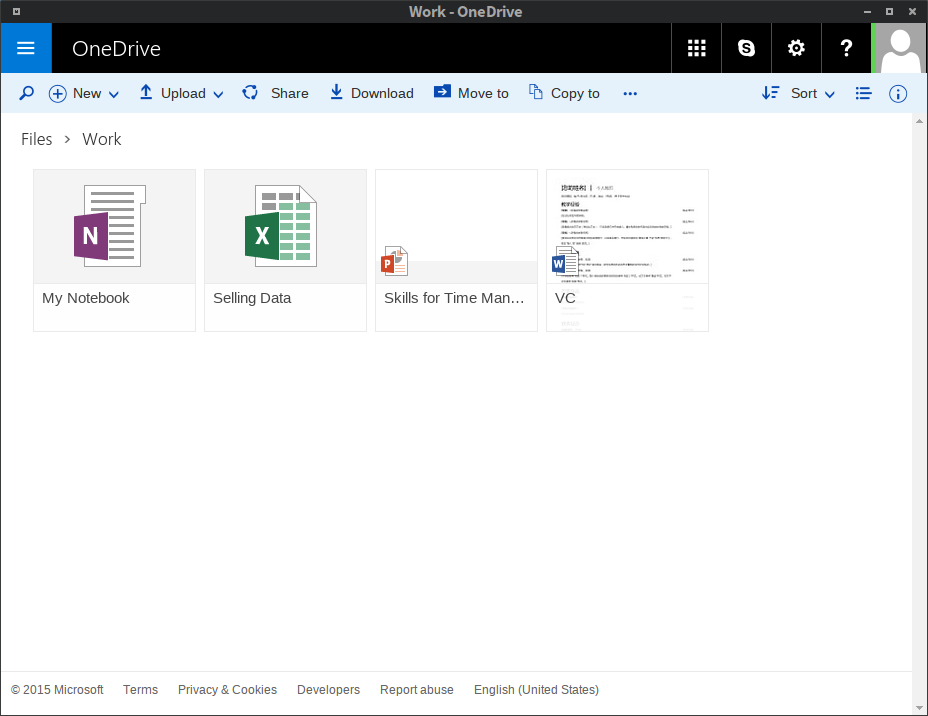 Work - OneDrive
OneDrive
New Upload Share Download Move to Copy to Sort
Files > Work
My Notebook
Selling Data
Skills for Time Man...
VC
© 2015 Microsoft Terms Privacy & Cookies Developers Report abuse English (United States)